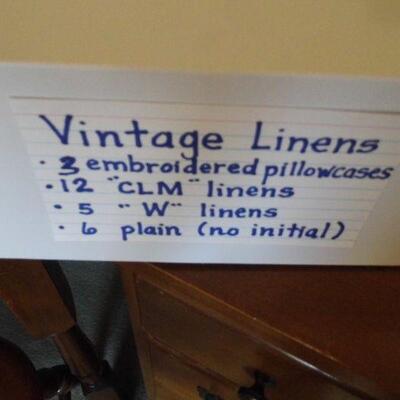 Vintage Linens
· 3 embroidered pillowcases
· 12 "CLM" linens
· 5 "W" linens
· 6 plain (no initial)